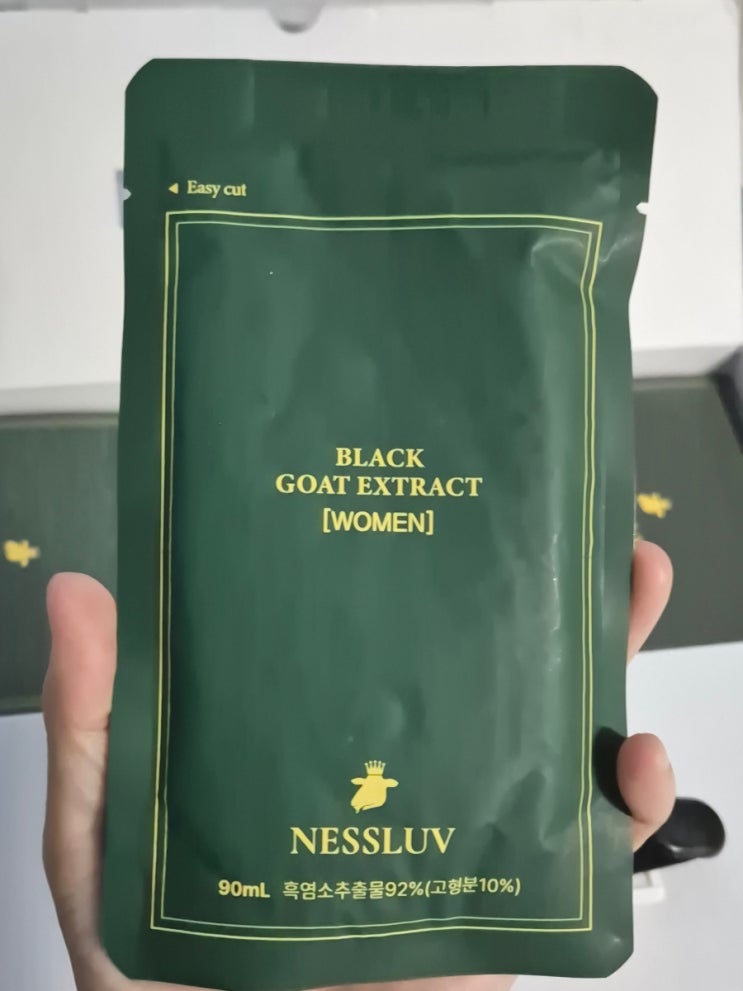 ◄ Easy cut
BLACK
GOAT EXTRACT
[WOMEN]
NESSLUV
90mL 흑염소추출물92%(고형분10%)